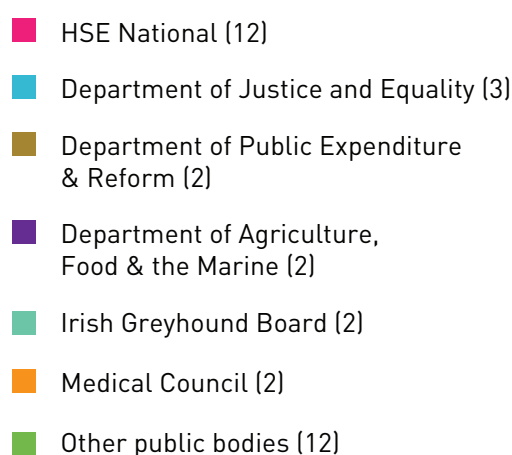 HSE National (12)
Department of Justice and Equality (3)
Department of Public Expenditure
& Reform (2)
Department of Agriculture,
Food & the Marine (2)
Irish Greyhound Board (2)
Medical Council (2)
Other public bodies (12)